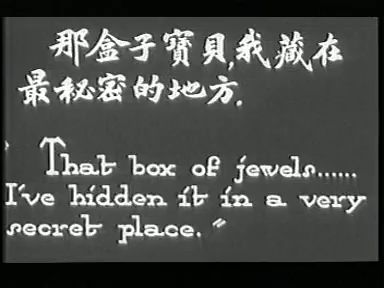 那盒子寶貝,我藏在
最秘密的地方.
" That box of jewels......
I've hidden it in a very
secret place. "